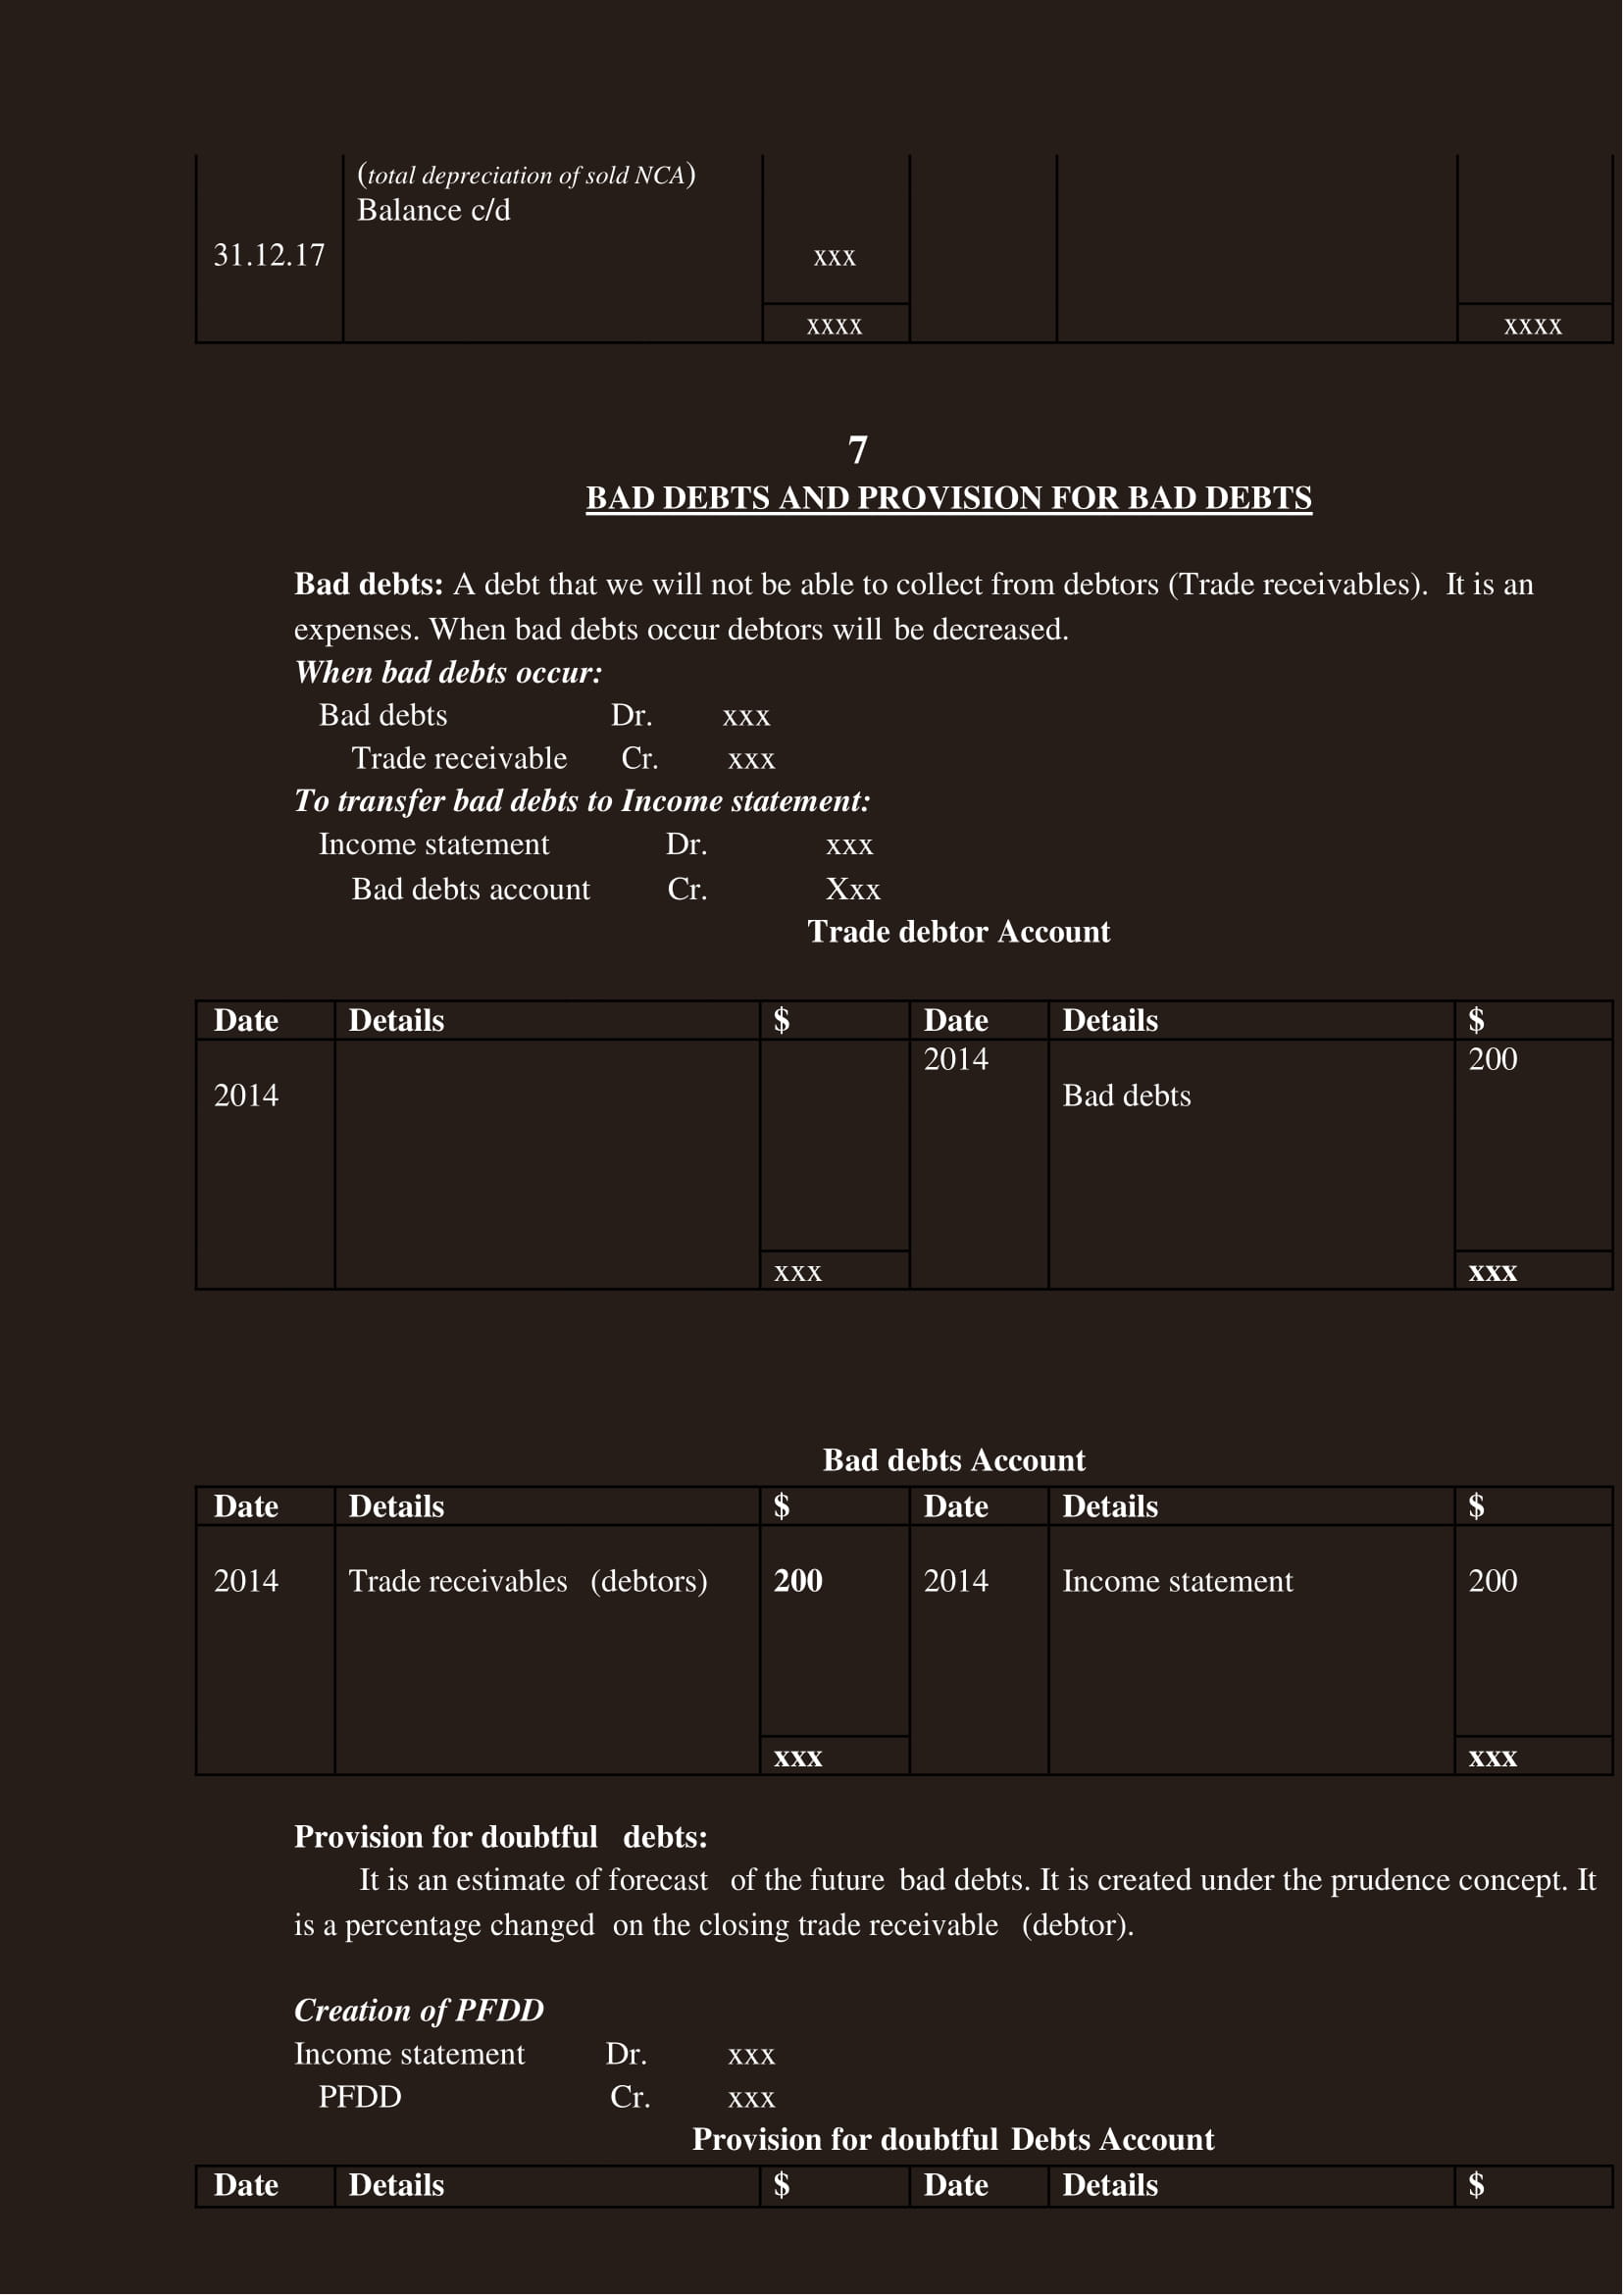 (total depreciation of sold NCA)
Balance c/d
31.12.17 xxx
xxxx xxxx
7
BAD DEBTS AND PROVISION FOR BAD DEBTS
Bad debts: A debt that we will not be able to collect from debtors (Trade receivables). It is an
expenses. When bad debts occur debtors will be decreased.
When bad debts occur:
Bad debts Dr. xxx
Trade receivable Cr. xxx
To transfer bad debts to Income statement:
Income statement Dr. xxx
Bad debts account Cr. Xxx
Trade debtor Account
Date Details $ Date Details $
2014 200
2014 Bad debts
xxx xxx
Bad debts Account
Date Details $ Date Details $
2014 Trade receivables (debtors) 200 2014 Income statement 200
xxx xxx
Provision for doubtful debts:
It is an estimate of forecast of the future bad debts. It is created under the prudence concept. It
is a percentage changed on the closing trade receivable (debtor).
Creation of PFDD
Income statement Dr. xxx
PFDD Cr. xxx
Provision for doubtful Debts Account
Date Details $ Date Details $